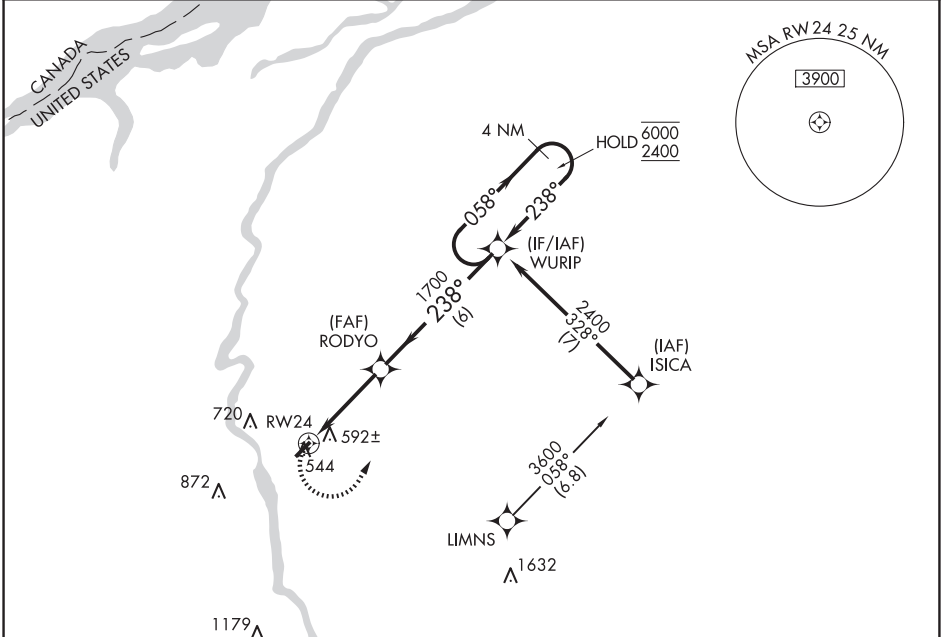 CANADA
UNITED STATES
MSA RW24 25 NM
3900
4 NM
HOLD 6000
2400
058°
238°
(IF/IAF)
WURIP
1700
238°
(6)
2400
328°
(7)
(FAF)
RODYO
(IAF)
ISICA
720
RW24
592±
544
872
3600
058°
(6.8)
LIMNS
1632
1179